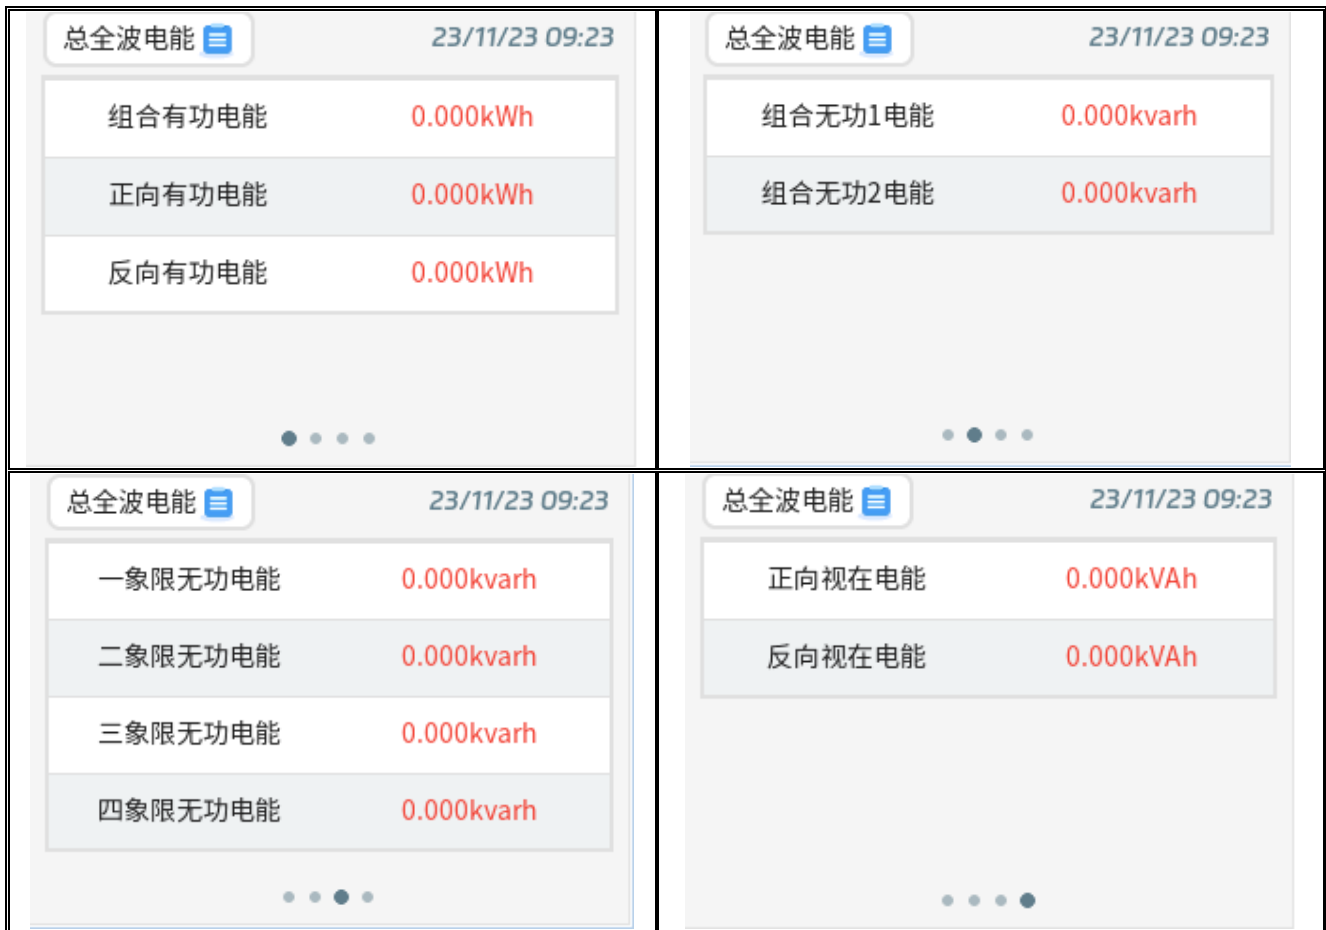 总全波电能 23/11/23 09:23
组合有功电能 0.000kWh
正向有功电能 0.000kWh
反向有功电能 0.000kWh
总全波电能 23/11/23 09:23
组合无功1电能 0.000kvarh
组合无功2电能 0.000kvarh
总全波电能 23/11/23 09:23
一象限无功电能 0.000kvarh
二象限无功电能 0.000kvarh
三象限无功电能 0.000kvarh
四象限无功电能 0.000kvarh
总全波电能 23/11/23 09:23
正向视在电能 0.000kVAh
反向视在电能 0.000kVAh